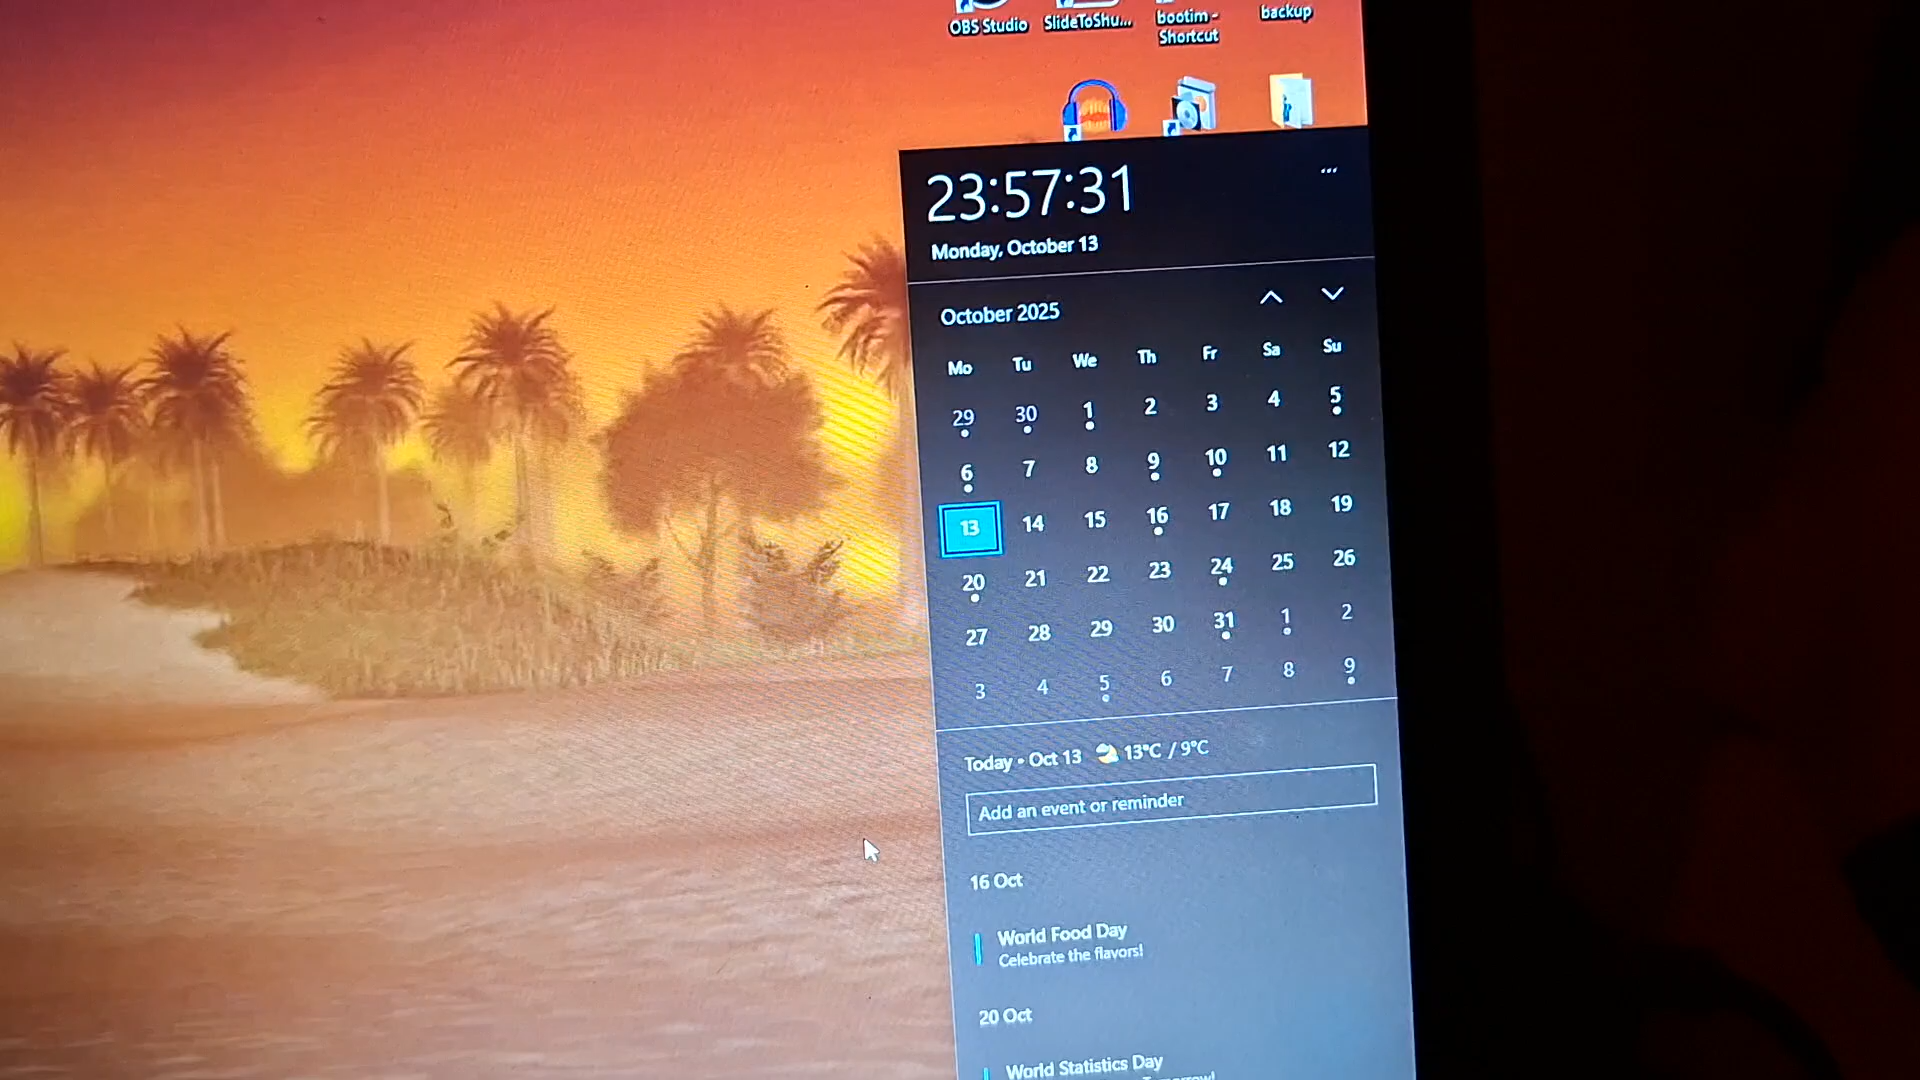 OBS Studio SlideToShu... bootim - backup
Shortcut
23:57:31
...
Monday, October 13
October 2025
Mo Tu We Th Fr Sa Su
29 30 1 2 3 4 5
6 7 8 9 10 11 12
13 14 15 16 17 18 19
20 21 22 23 24 25 26
27 28 29 30 31 1 2
3 4 5 6 7 8 9
Today • Oct 13 13°C / 9°C
Add an event or reminder
16 Oct
World Food Day
Celebrate the flavors!
20 Oct
World Statistics Day
Tomorrow!